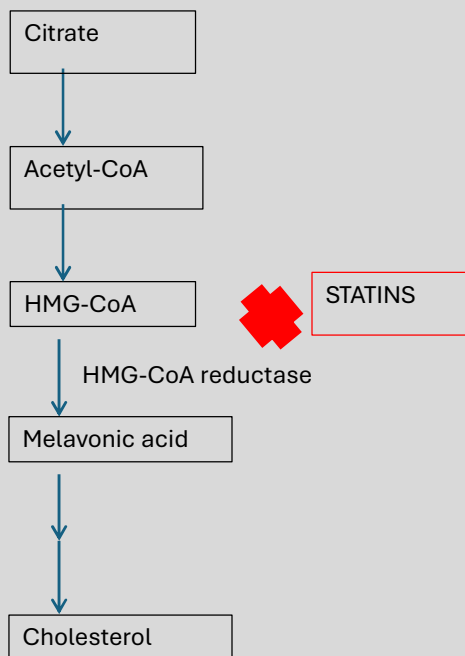 Citrate
Acetyl-CoA
HMG-CoA
STATINS
HMG-CoA reductase
Melavonic acid
Cholesterol